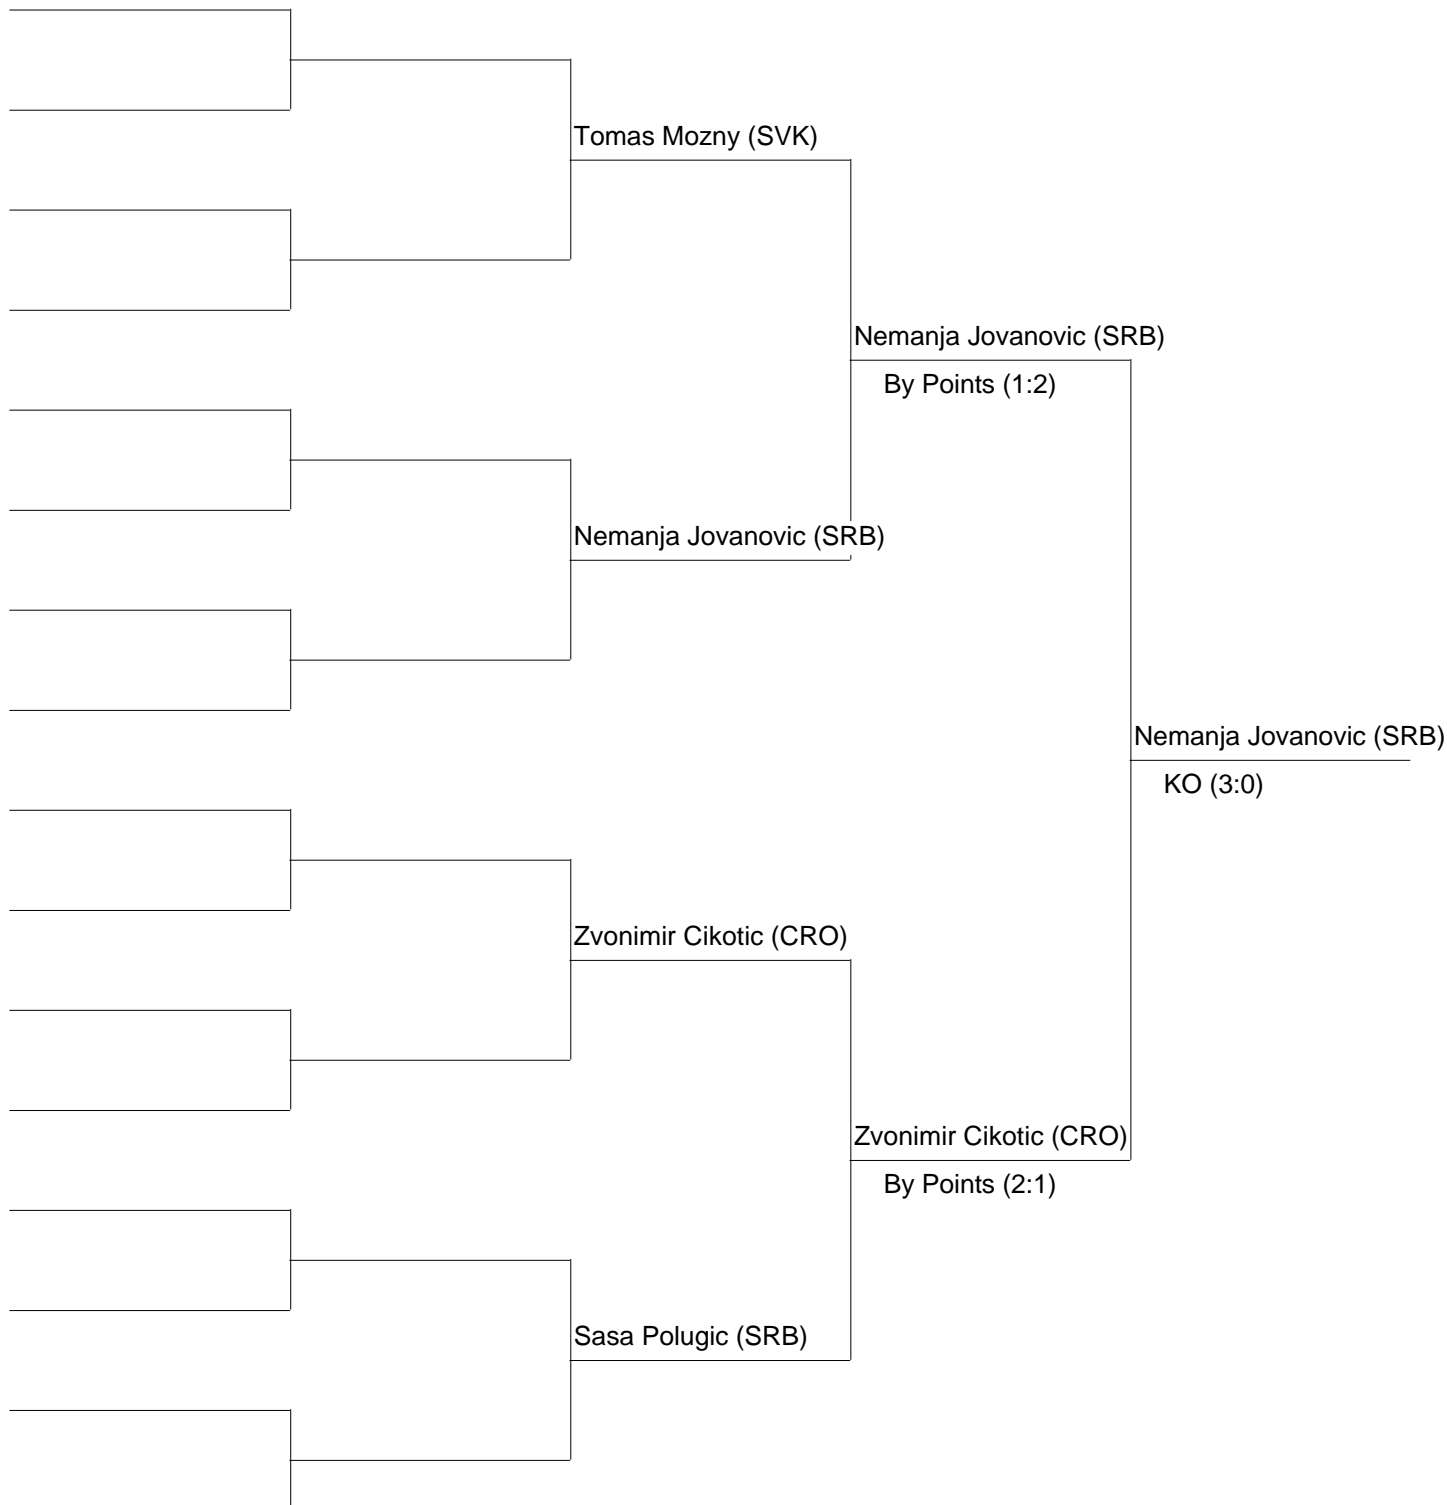 Tomas Mozny (SVK)
Nemanja Jovanovic (SRB)
By Points (1:2)
Nemanja Jovanovic (SRB)
Nemanja Jovanovic (SRB)
KO (3:0)
Zvonimir Cikotic (CRO)
Zvonimir Cikotic (CRO)
By Points (2:1)
Sasa Polugic (SRB)